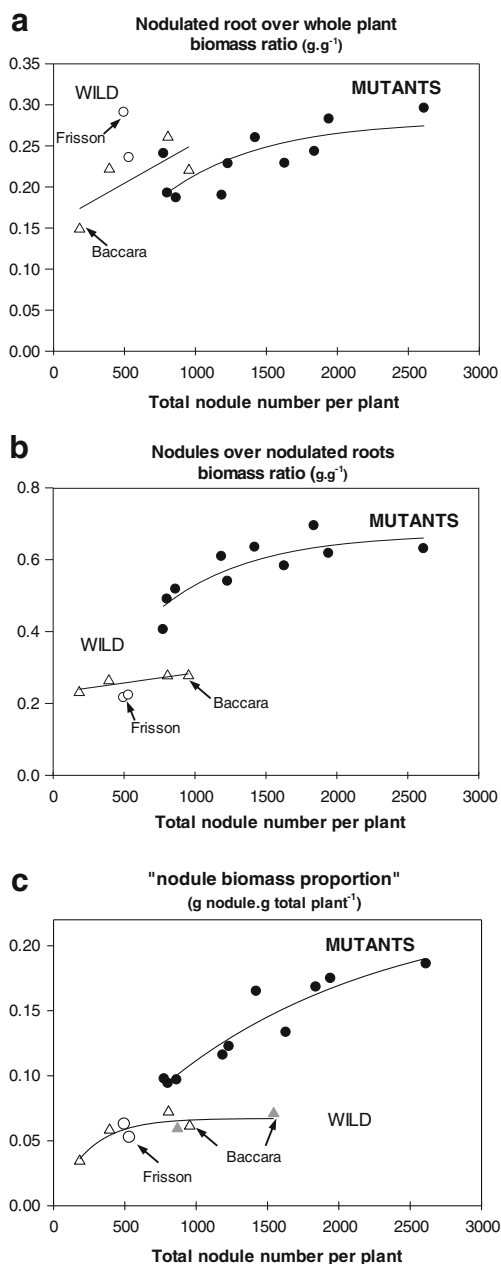 a
Nodulated root over whole plant
biomass ratio (g.g⁻¹)
0.35
0.30
0.25
0.20
0.15
0.10
0.05
0.00
WILD
MUTANTS
Frisson
Baccara
0 500 1000 1500 2000 2500 3000
Total nodule number per plant
b
Nodules over nodulated roots
biomass ratio (g.g⁻¹)
0.8
0.6
0.4
0.2
0.0
MUTANTS
WILD
Baccara
Frisson
0 500 1000 1500 2000 2500 3000
Total nodule number per plant
c
"nodule biomass proportion"
(g nodule.g total plant⁻¹)
0.20
0.15
0.10
0.05
0.00
MUTANTS
WILD
Baccara
Frisson
0 500 1000 1500 2000 2500 3000
Total nodule number per plant